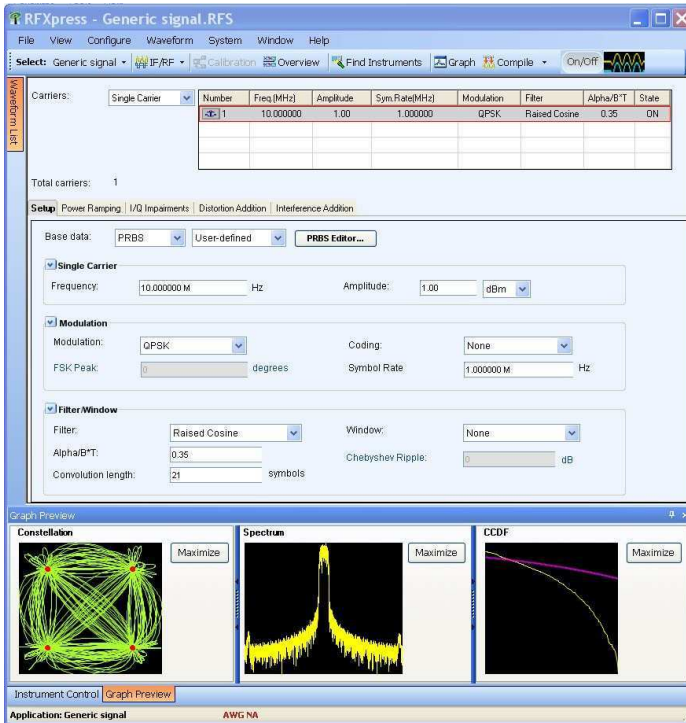 RFXpress - Generic signal.RFS
File View Configure Waveform System Window Help
Select: Generic signal IF/RF Calibration Overview Find Instruments Graph Compile On/Off
Waveform List
Carriers: Single Carrier
Number Freq.(MHz) Amplitude Sym.Rate(MHz) Modulation Filter Alpha/B*T State
1 10.000000 1.00 1.000000 QPSK Raised Cosine 0.35 ON
Total carriers: 1
Setup Power Ramping I/Q Impairments Distortion Addition Interference Addition
Base data: PRBS User-defined PRBS Editor...
Single Carrier
Frequency: 10.000000 M Hz Amplitude: 1.00 dBm
Modulation
Modulation: QPSK Coding: None
FSK Peak: 0 degrees Symbol Rate 1.000000 M Hz
Filter/Window
Filter: Raised Cosine Window: None
Alpha/B*T: 0.35 Chebyshev Ripple: 0 dB
Convolution length: 21 symbols
Graph Preview
Constellation Maximize Spectrum Maximize CCDF Maximize
Instrument Control Graph Preview
Application: Generic signal AWG NA